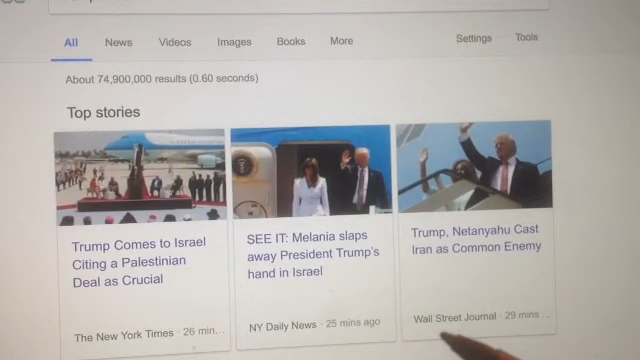 All News Videos Images Books More Settings Tools
About 74,900,000 results (0.60 seconds)
Top stories
Trump Comes to Israel
Citing a Palestinian
Deal as Crucial
The New York Times · 26 min...
SEE IT: Melania slaps
away President Trump's
hand in Israel
NY Daily News · 25 mins ago
Trump, Netanyahu Cast
Iran as Common Enemy
Wall Street Journal · 29 mins ...